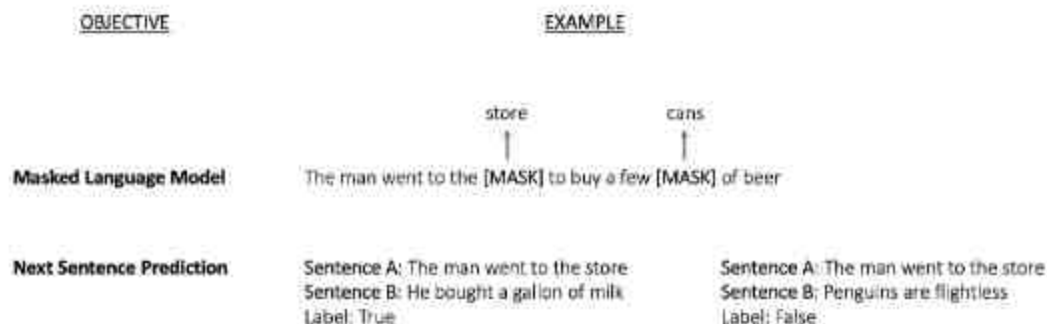 OBJECTIVE EXAMPLE
store cans
Masked Language Model The man went to the [MASK] to buy a few [MASK] of beer
Next Sentence Prediction Sentence A: The man went to the store Sentence A: The man went to the store
Sentence B: He bought a gallon of milk Sentence B: Penguins are flightless
Label: True Label: False